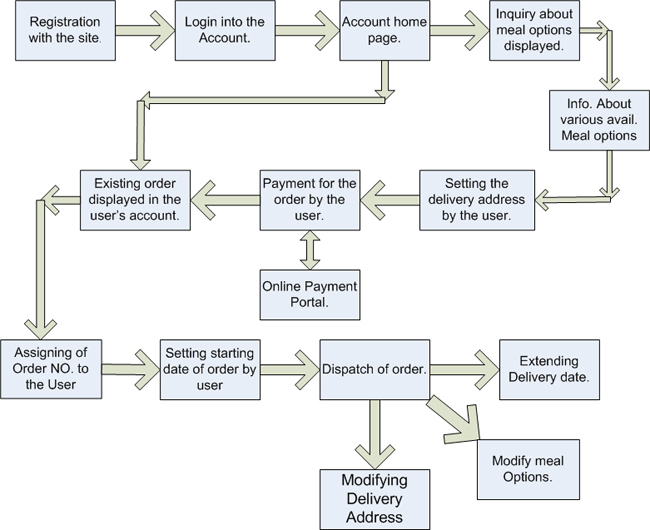 Registration
with the site.
Login into the
Account.
Account home
page.
Inquiry about
meal options
displayed.
Info. About
various avail.
Meal options
Existing order
displayed in the
user's account.
Payment for the
order by the
user.
Setting the
delivery address
by the user.
Online Payment
Portal.
Assigning of
Order NO. to
the User
Setting starting
date of order by
user
Dispatch of order.
Extending
Delivery date.
Modifying
Delivery
Address
Modify meal
Options.